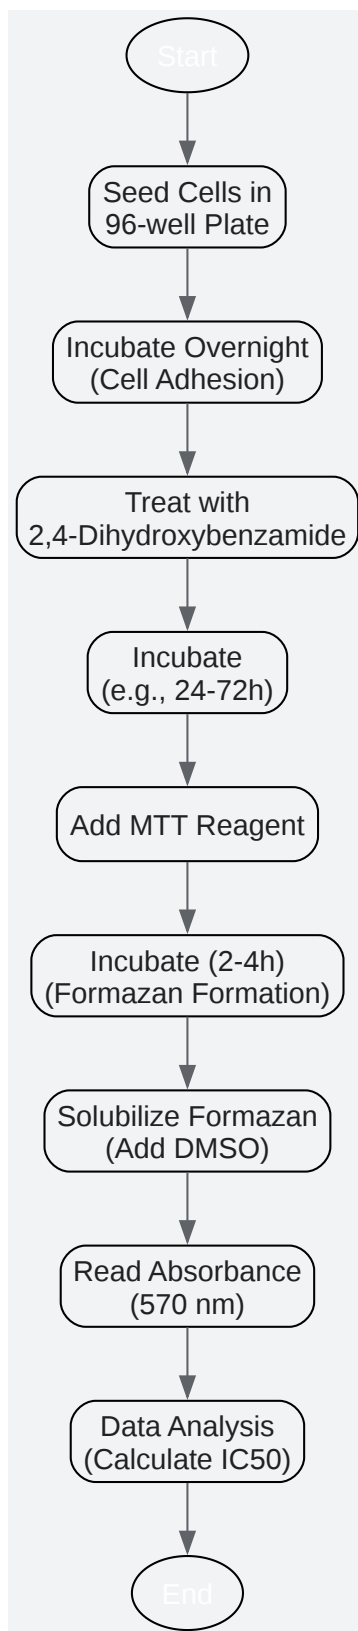 Start
Seed Cells in
96-well Plate
Incubate Overnight
(Cell Adhesion)
Treat with
2,4-Dihydroxybenzamide
Incubate
(e.g., 24-72h)
Add MTT Reagent
Incubate (2-4h)
(Formazan Formation)
Solubilize Formazan
(Add DMSO)
Read Absorbance
(570 nm)
Data Analysis
(Calculate IC50)
End